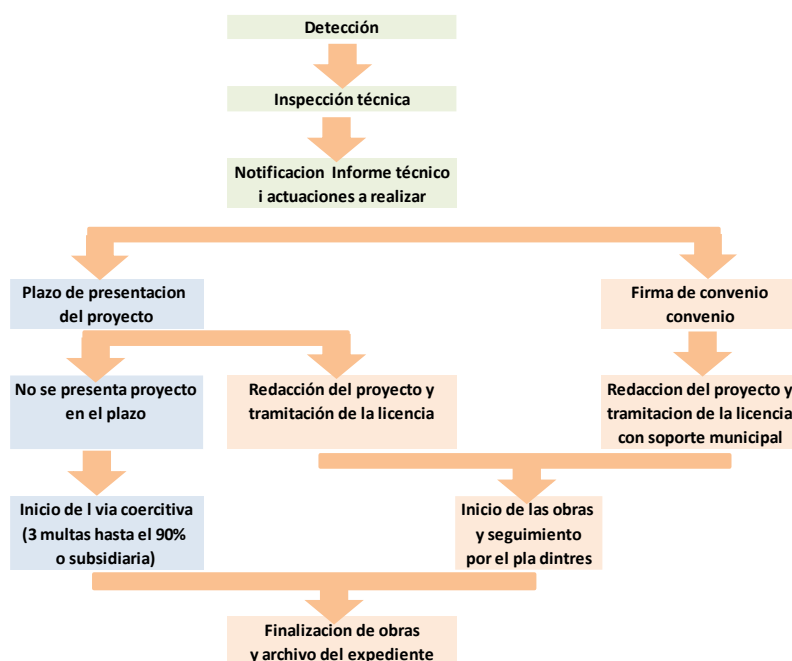 Detección
Inspección técnica
Notificacion Informe técnico
i actuaciones a realizar
Plazo de presentacion
del proyecto
Firma de convenio
convenio
No se presenta proyecto
en el plazo
Redacción del proyecto y
tramitación de la licencia
Redaccion del proyecto y
tramitacion de la licencia
con soporte municipal
Inicio de l via coercitiva
(3 multas hasta el 90%
o subsidiaria)
Inicio de las obras
y seguimiento
por el pla dintres
Finalizacion de obras
y archivo del expediente